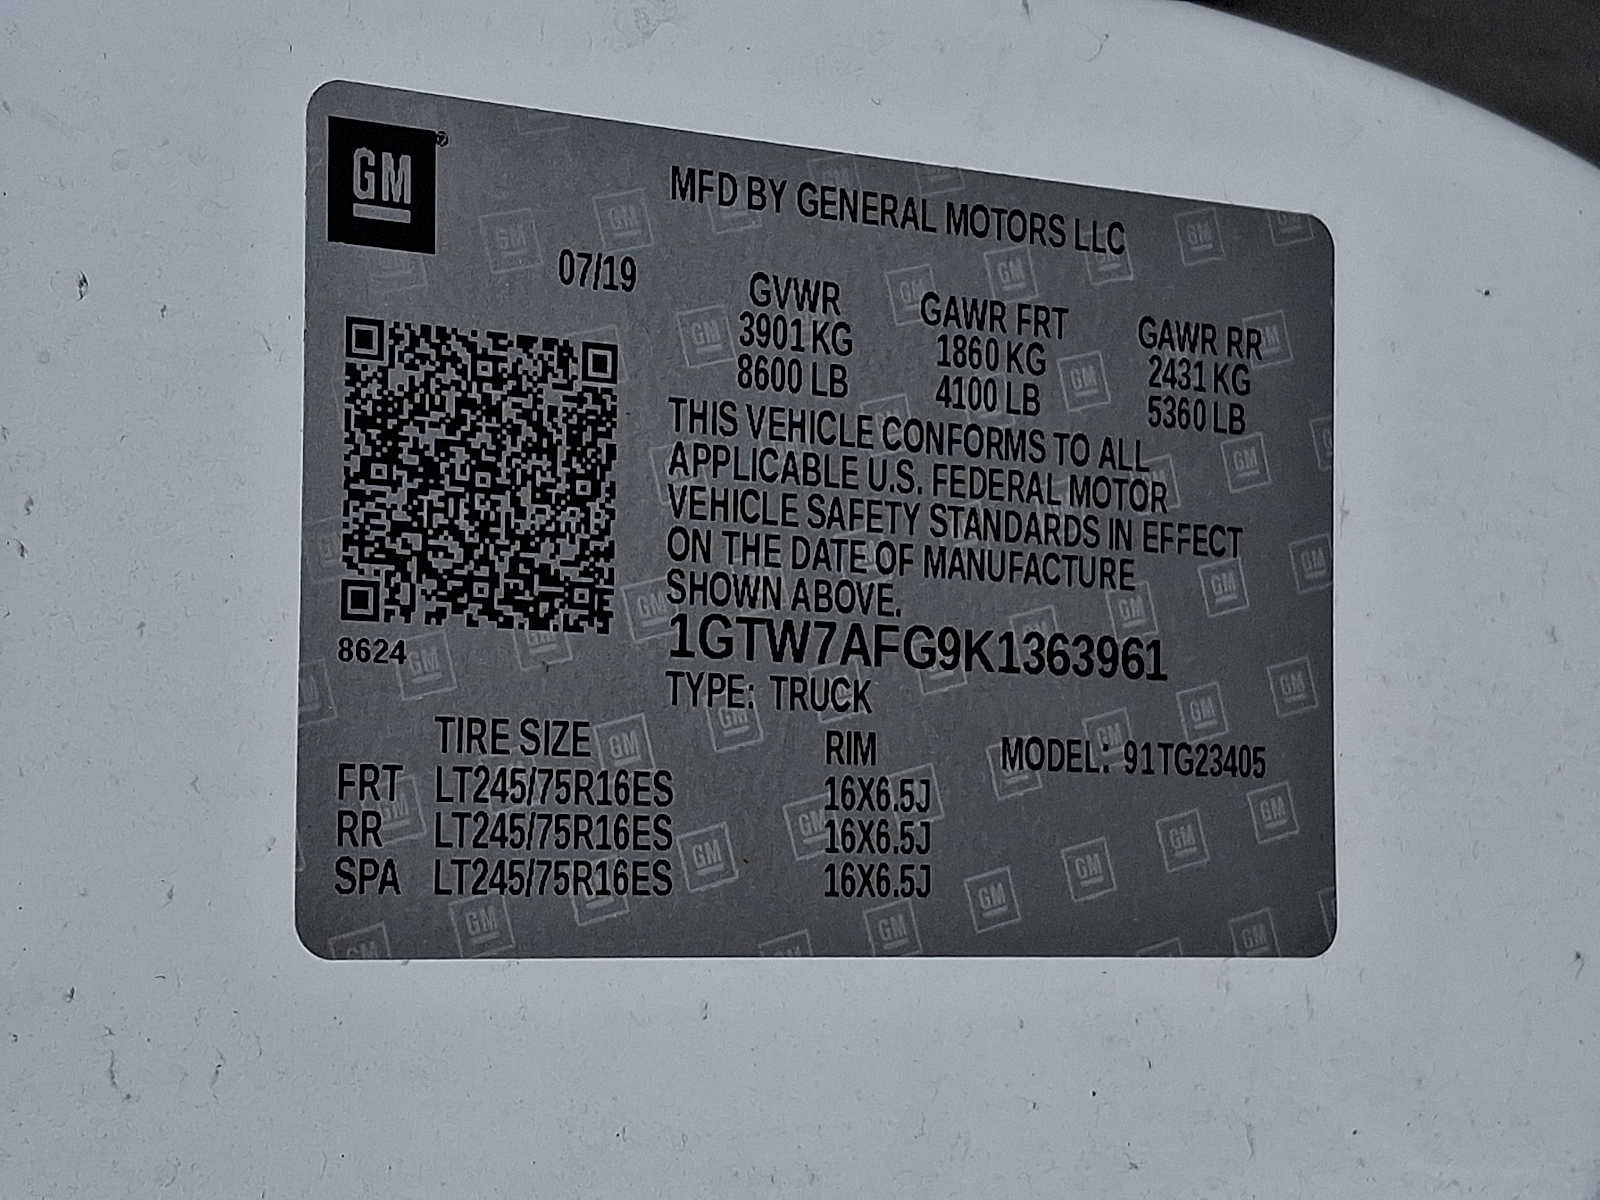 GM
MFD BY GENERAL MOTORS LLC
07/19
GVWR GAWR FRT GAWR RR
3901 KG 1860 KG 2431 KG
8600 LB 4100 LB 5360 LB
THIS VEHICLE CONFORMS TO ALL
APPLICABLE U.S. FEDERAL MOTOR
VEHICLE SAFETY STANDARDS IN EFFECT
ON THE DATE OF MANUFACTURE
SHOWN ABOVE.
1GTW7AFG9K1363961
8624
TYPE: TRUCK
TIRE SIZE RIM MODEL: 91TG23405
FRT LT245/75R16ES 16X6.5J
RR LT245/75R16ES 16X6.5J
SPA LT245/75R16ES 16X6.5J